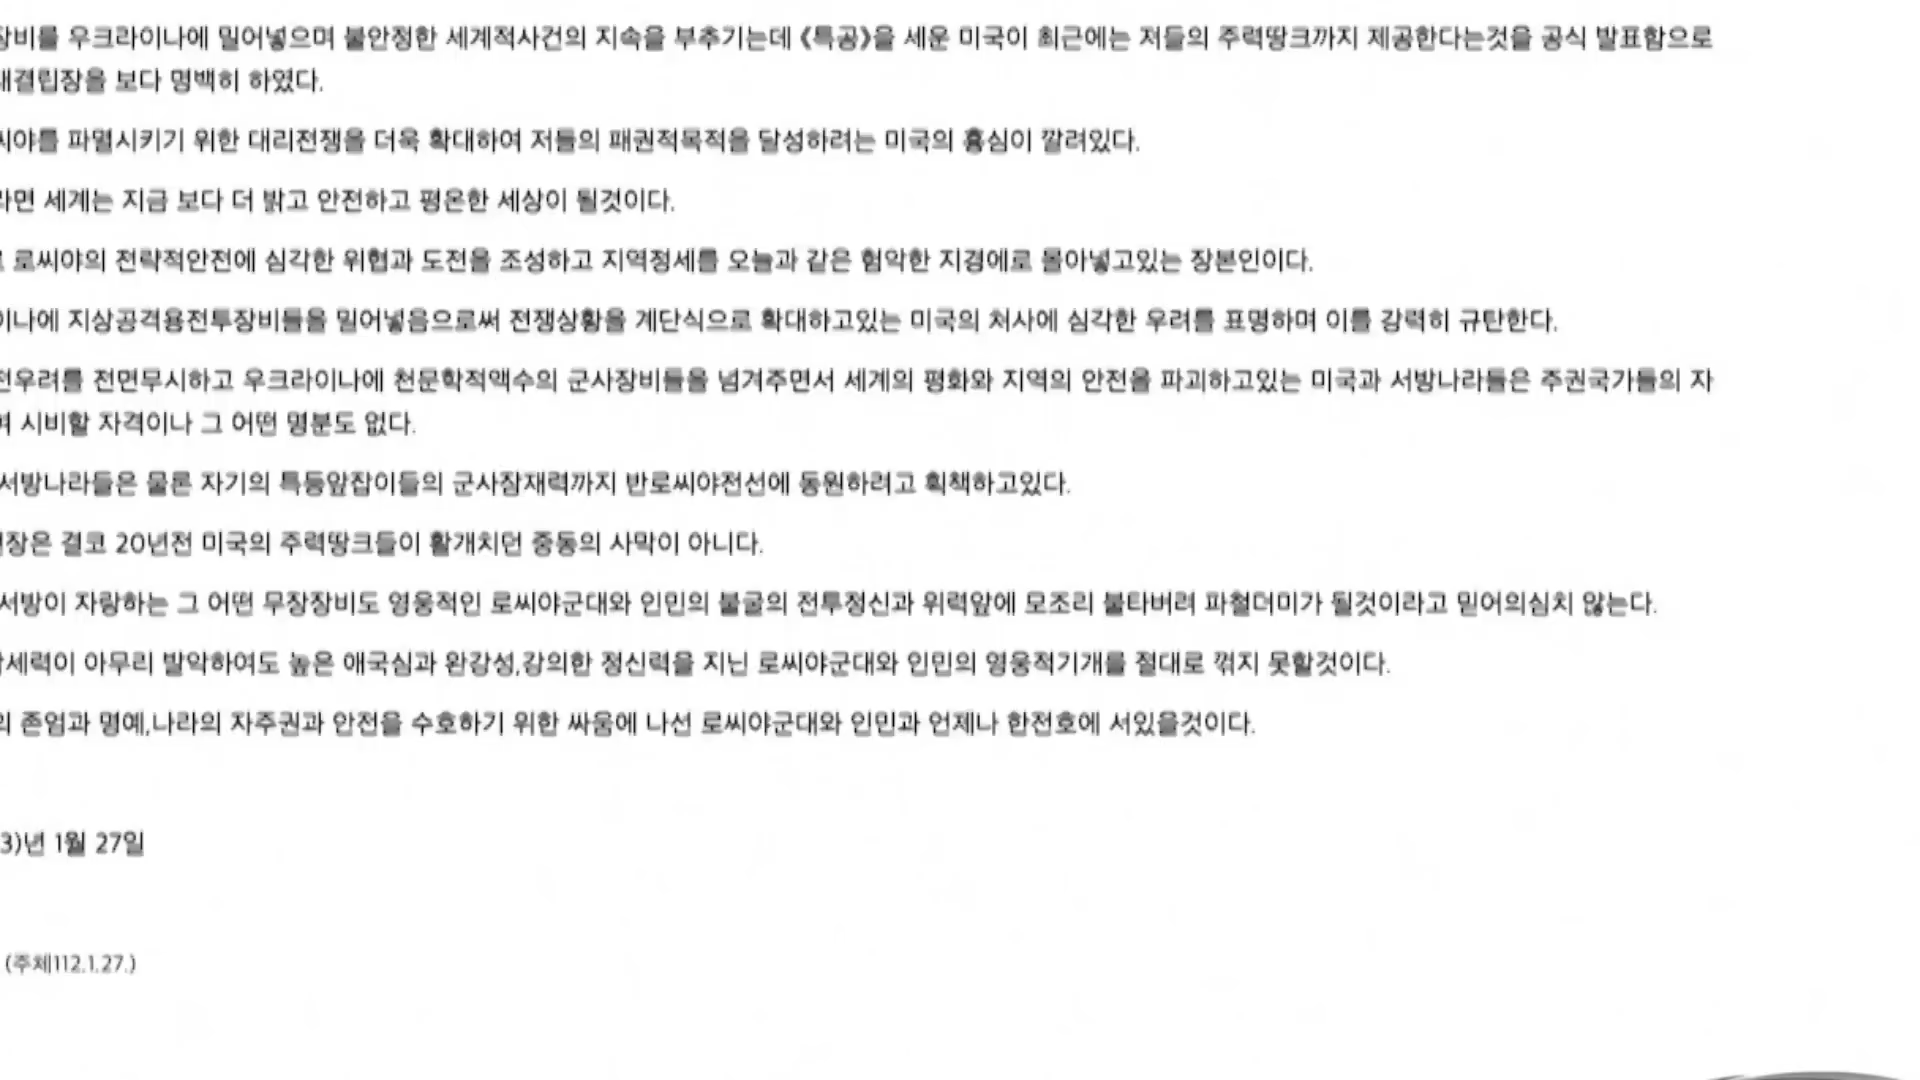 장비를 우크라이나에 밀어넣으며 불안정한 세계적사건의 지속을 부추기는데 《특공》을 세운 미국이 최근에는 저들의 주력땅크까지 제공한다는것을 공식 발표함으로
대결립장을 보다 명백히 하였다.
씨야를 파멸시키기 위한 대리전쟁을 더욱 확대하여 저들의 패권적목적을 달성하려는 미국의 흉심이 깔려있다.
라면 세계는 지금 보다 더 밝고 안전하고 평온한 세상이 될것이다.
로씨야의 전략적안전에 심각한 위협과 도전을 조성하고 지역정세를 오늘과 같은 험악한 지경에로 몰아넣고있는 장본인이다.
이나에 지상공격용전투장비들을 밀어넣음으로써 전쟁상황을 계단식으로 확대하고있는 미국의 처사에 심각한 우려를 표명하며 이를 강력히 규탄한다.
전우려를 전면무시하고 우크라이나에 천문학적액수의 군사장비들을 넘겨주면서 세계의 평화와 지역의 안전을 파괴하고있는 미국과 서방나라들은 주권국가들의 자
며 시비할 자격이나 그 어떤 명분도 없다.
서방나라들은 물론 자기의 특등앞잡이들의 군사잠재력까지 반로씨야전선에 동원하려고 획책하고있다.
장은 결코 20년전 미국의 주력땅크들이 활개치던 중동의 사막이 아니다.
서방이 자랑하는 그 어떤 무장장비도 영웅적인 로씨야군대와 인민의 불굴의 전투정신과 위력앞에 모조리 불타버려 파철더미가 될것이라고 믿어의심치 않는다.
세력이 아무리 발악하여도 높은 애국심과 완강성,강의한 정신력을 지닌 로씨야군대와 인민의 영웅적기개를 절대로 꺾지 못할것이다.
의 존엄과 명예,나라의 자주권과 안전을 수호하기 위한 싸움에 나선 로씨야군대와 인민과 언제나 한전호에 서있을것이다.
3)년 1월 27일
(주체112.1.27.)